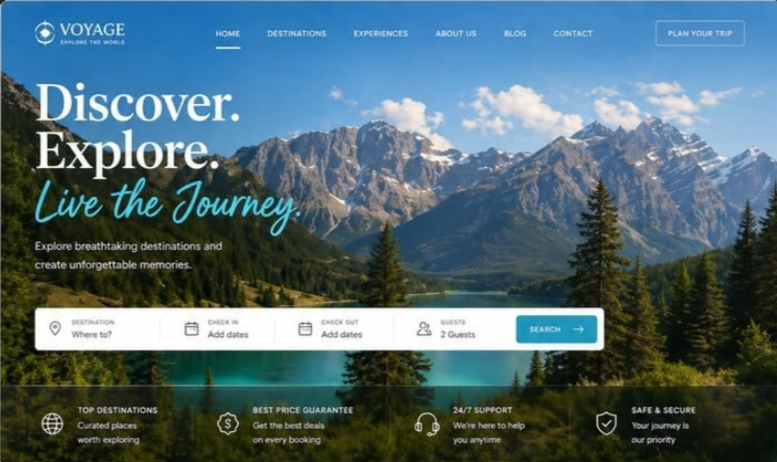 VOYAGE
EXPLORE THE WORLD
HOME
DESTINATIONS
EXPERIENCES
ABOUT US
BLOG
CONTACT
PLAN YOUR TRIP
Discover.
Explore.
Live the Journey.
Explore breathtaking destinations and
create unforgettable memories.
DESTINATION
Where to?
CHECK IN
Add dates
CHECK OUT
Add dates
GUESTS
2 Guests
SEARCH
TOP DESTINATIONS
Curated places
worth exploring
$
BEST PRICE GUARANTEE
Get the best deals
on every booking
24/7 SUPPORT
We're here to help
you anytime
SAFE & SECURE
Your journey is
our priority